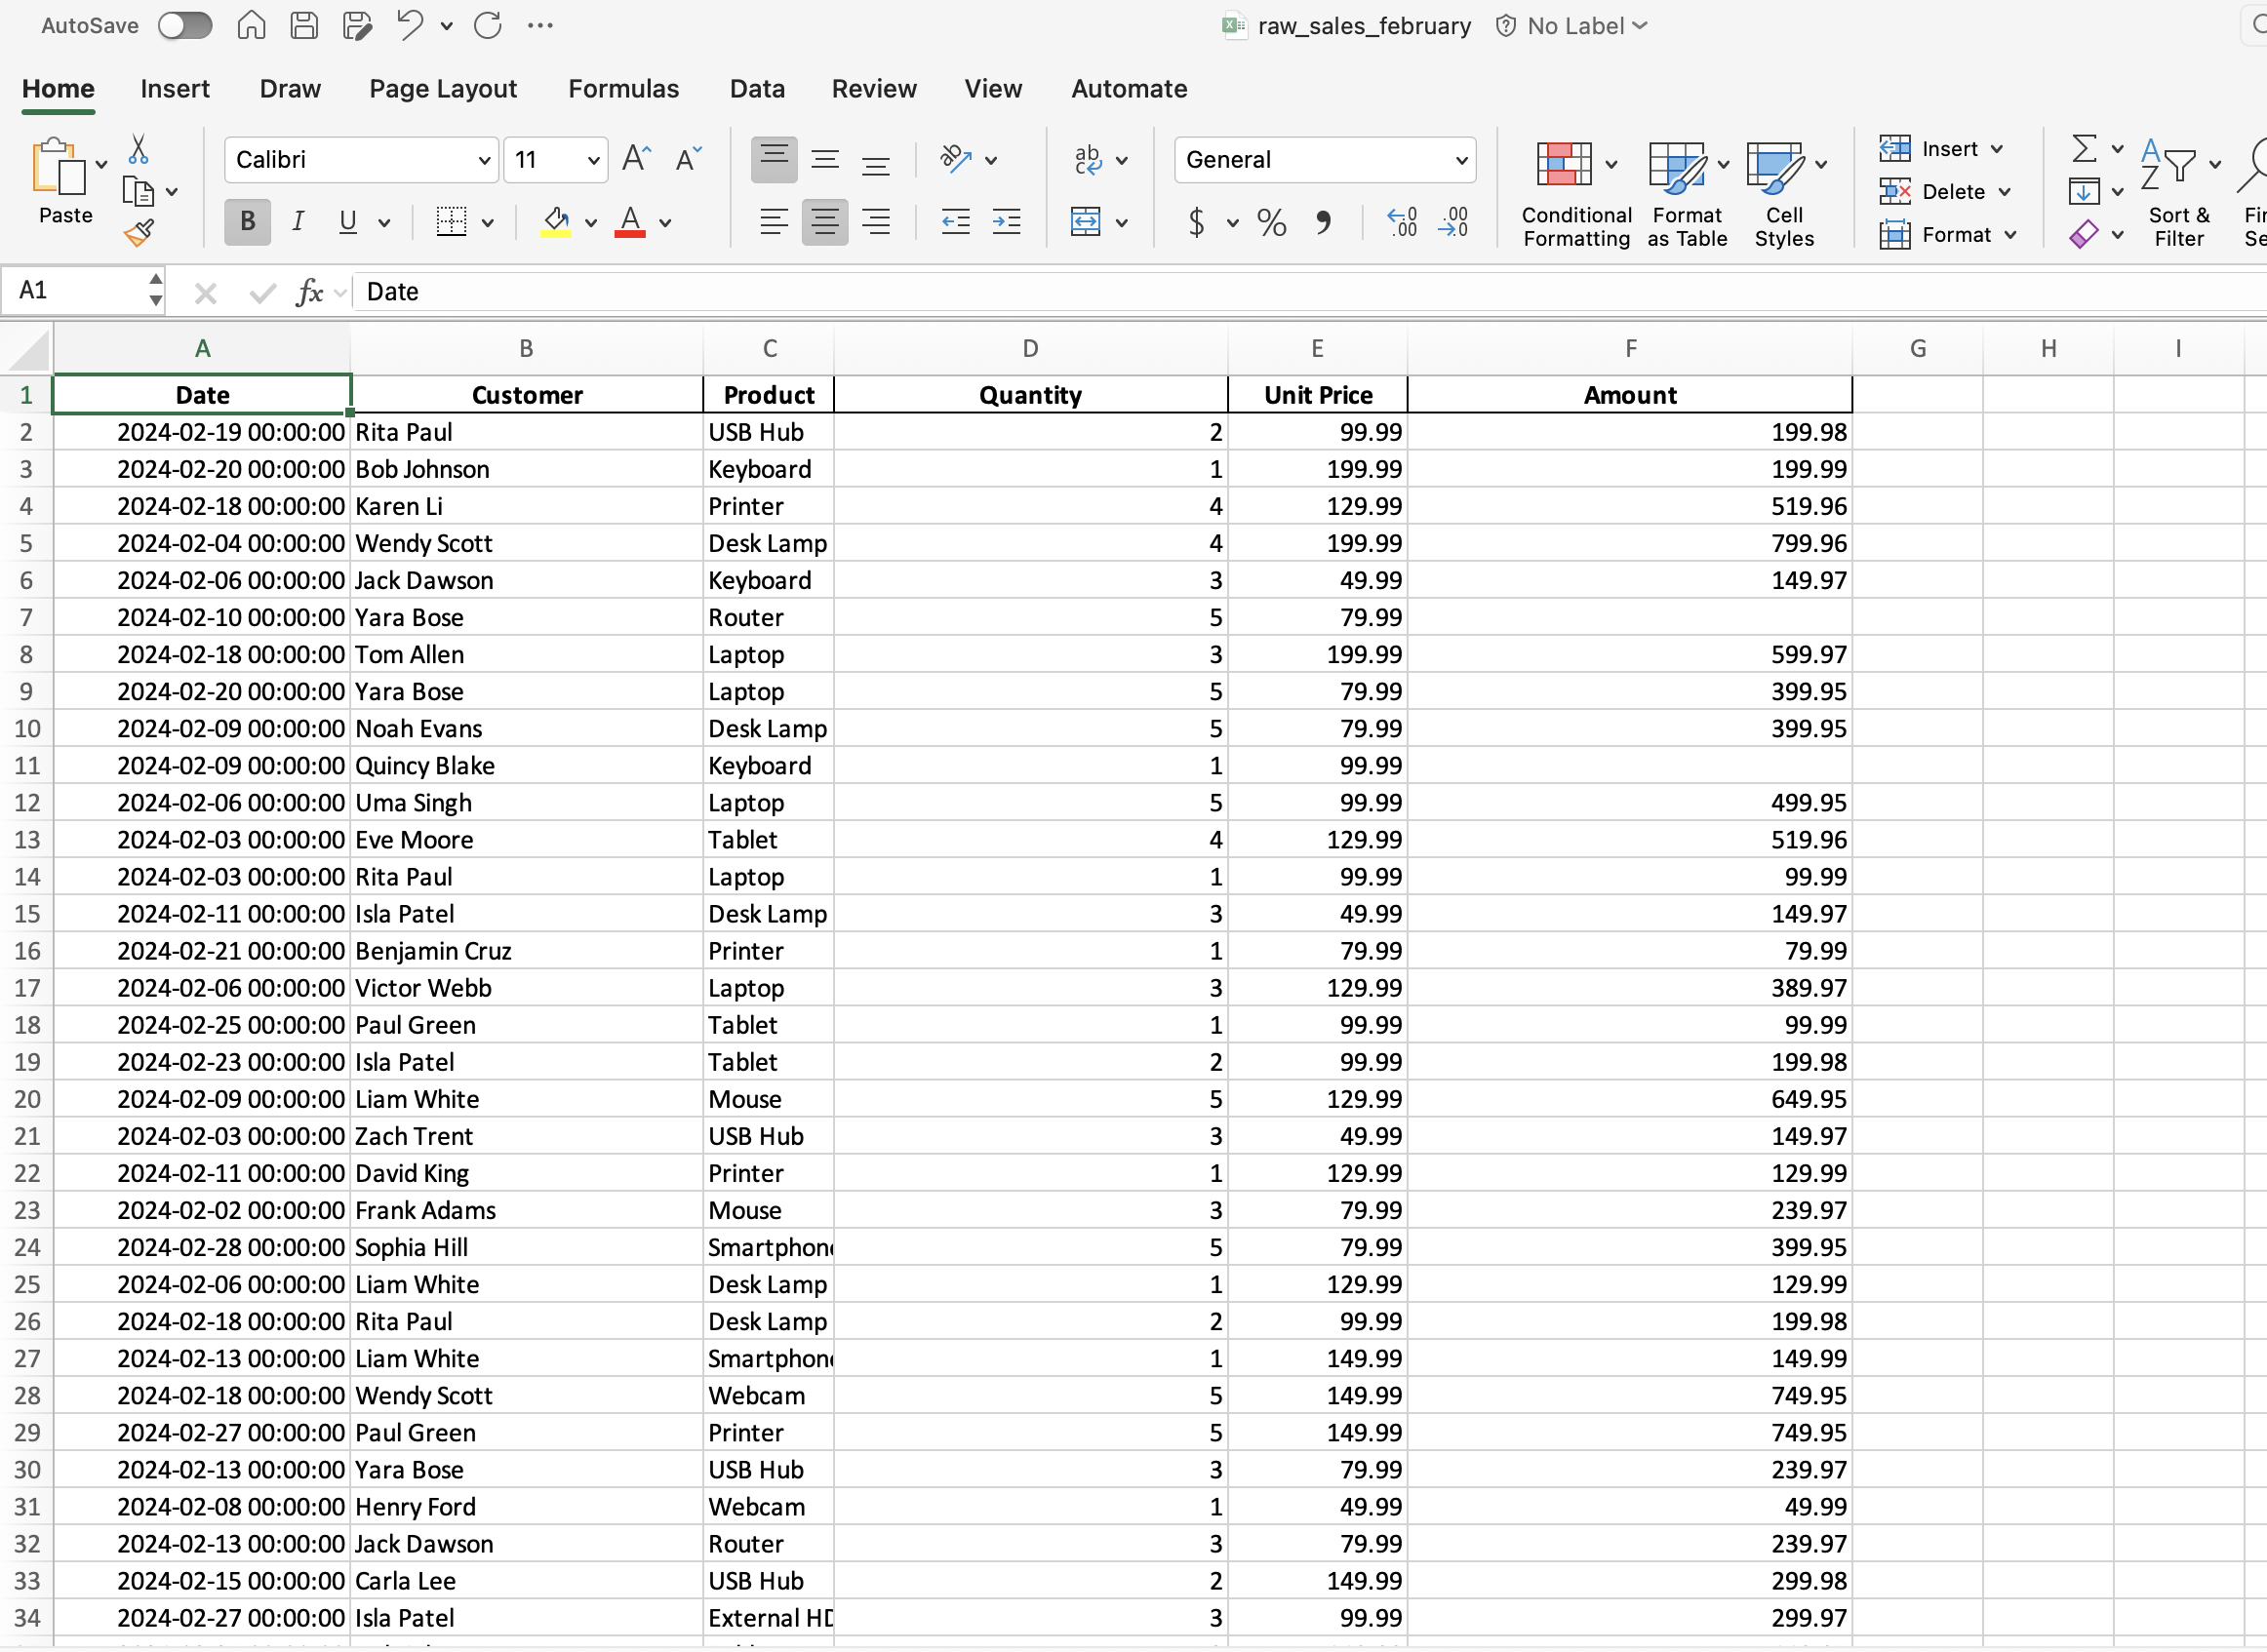 AutoSave raw_sales_february No Label
Home Insert Draw Page Layout Formulas Data Review View Automate
Paste
Calibri 11
B I U A
ab
General
$ % 9
Conditional Formatting
Format as Table
Cell Styles
Insert
Delete
Format
Sort & Filter
A1 fx Date
A B C D E F G H I
1 Date Customer Product Quantity Unit Price Amount
2 2024-02-19 00:00:00 Rita Paul USB Hub 2 99.99 199.98
3 2024-02-20 00:00:00 Bob Johnson Keyboard 1 199.99 199.99
4 2024-02-18 00:00:00 Karen Li Printer 4 129.99 519.96
5 2024-02-04 00:00:00 Wendy Scott Desk Lamp 4 199.99 799.96
6 2024-02-06 00:00:00 Jack Dawson Keyboard 3 49.99 149.97
7 2024-02-10 00:00:00 Yara Bose Router 5 79.99
8 2024-02-18 00:00:00 Tom Allen Laptop 3 199.99 599.97
9 2024-02-20 00:00:00 Yara Bose Laptop 5 79.99 399.95
10 2024-02-09 00:00:00 Noah Evans Desk Lamp 5 79.99 399.95
11 2024-02-09 00:00:00 Quincy Blake Keyboard 1 99.99
12 2024-02-06 00:00:00 Uma Singh Laptop 5 99.99 499.95
13 2024-02-03 00:00:00 Eve Moore Tablet 4 129.99 519.96
14 2024-02-03 00:00:00 Rita Paul Laptop 1 99.99 99.99
15 2024-02-11 00:00:00 Isla Patel Desk Lamp 3 49.99 149.97
16 2024-02-21 00:00:00 Benjamin Cruz Printer 1 79.99 79.99
17 2024-02-06 00:00:00 Victor Webb Laptop 3 129.99 389.97
18 2024-02-25 00:00:00 Paul Green Tablet 1 99.99 99.99
19 2024-02-23 00:00:00 Isla Patel Tablet 2 99.99 199.98
20 2024-02-09 00:00:00 Liam White Mouse 5 129.99 649.95
21 2024-02-03 00:00:00 Zach Trent USB Hub 3 49.99 149.97
22 2024-02-11 00:00:00 David King Printer 1 129.99 129.99
23 2024-02-02 00:00:00 Frank Adams Mouse 3 79.99 239.97
24 2024-02-28 00:00:00 Sophia Hill Smartphon 5 79.99 399.95
25 2024-02-06 00:00:00 Liam White Desk Lamp 1 129.99 129.99
26 2024-02-18 00:00:00 Rita Paul Desk Lamp 2 99.99 199.98
27 2024-02-13 00:00:00 Liam White Smartphon 1 149.99 149.99
28 2024-02-18 00:00:00 Wendy Scott Webcam 5 149.99 749.95
29 2024-02-27 00:00:00 Paul Green Printer 5 149.99 749.95
30 2024-02-13 00:00:00 Yara Bose USB Hub 3 79.99 239.97
31 2024-02-08 00:00:00 Henry Ford Webcam 1 49.99 49.99
32 2024-02-13 00:00:00 Jack Dawson Router 3 79.99 239.97
33 2024-02-15 00:00:00 Carla Lee USB Hub 2 149.99 299.98
34 2024-02-27 00:00:00 Isla Patel External HD 3 99.99 299.97